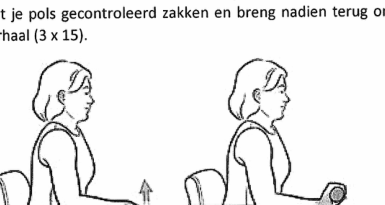 t je pols gecontroleerd zakken en breng nadien terug o
rhaal (3 x 15).